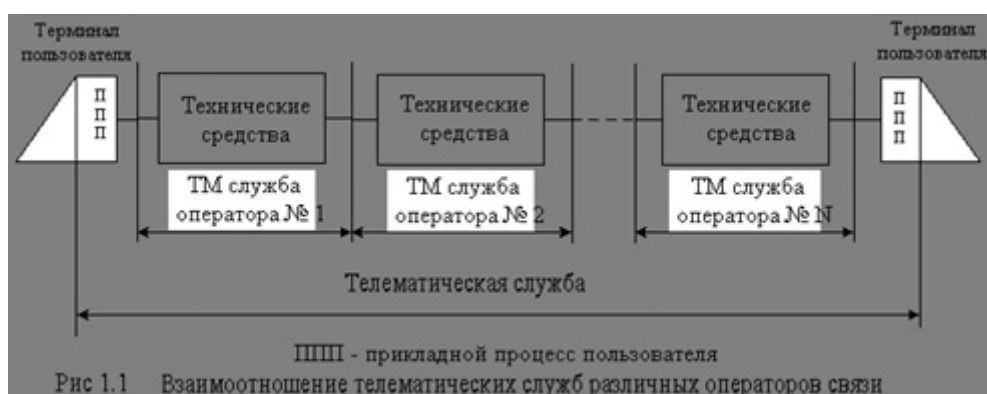 Терминал
пользователя
Терминал
пользователя
П
П
П
Технические
средства
Технические
средства
Технические
средства
П
П
П
ТМ служба
оператора № 1
ТМ служба
оператора № 2
ТМ служба
оператора № N
Телематическая служба
ППП - прикладной процесс пользователя
Рис 1.1 Взаимоотношение телематических служб различных операторов связи